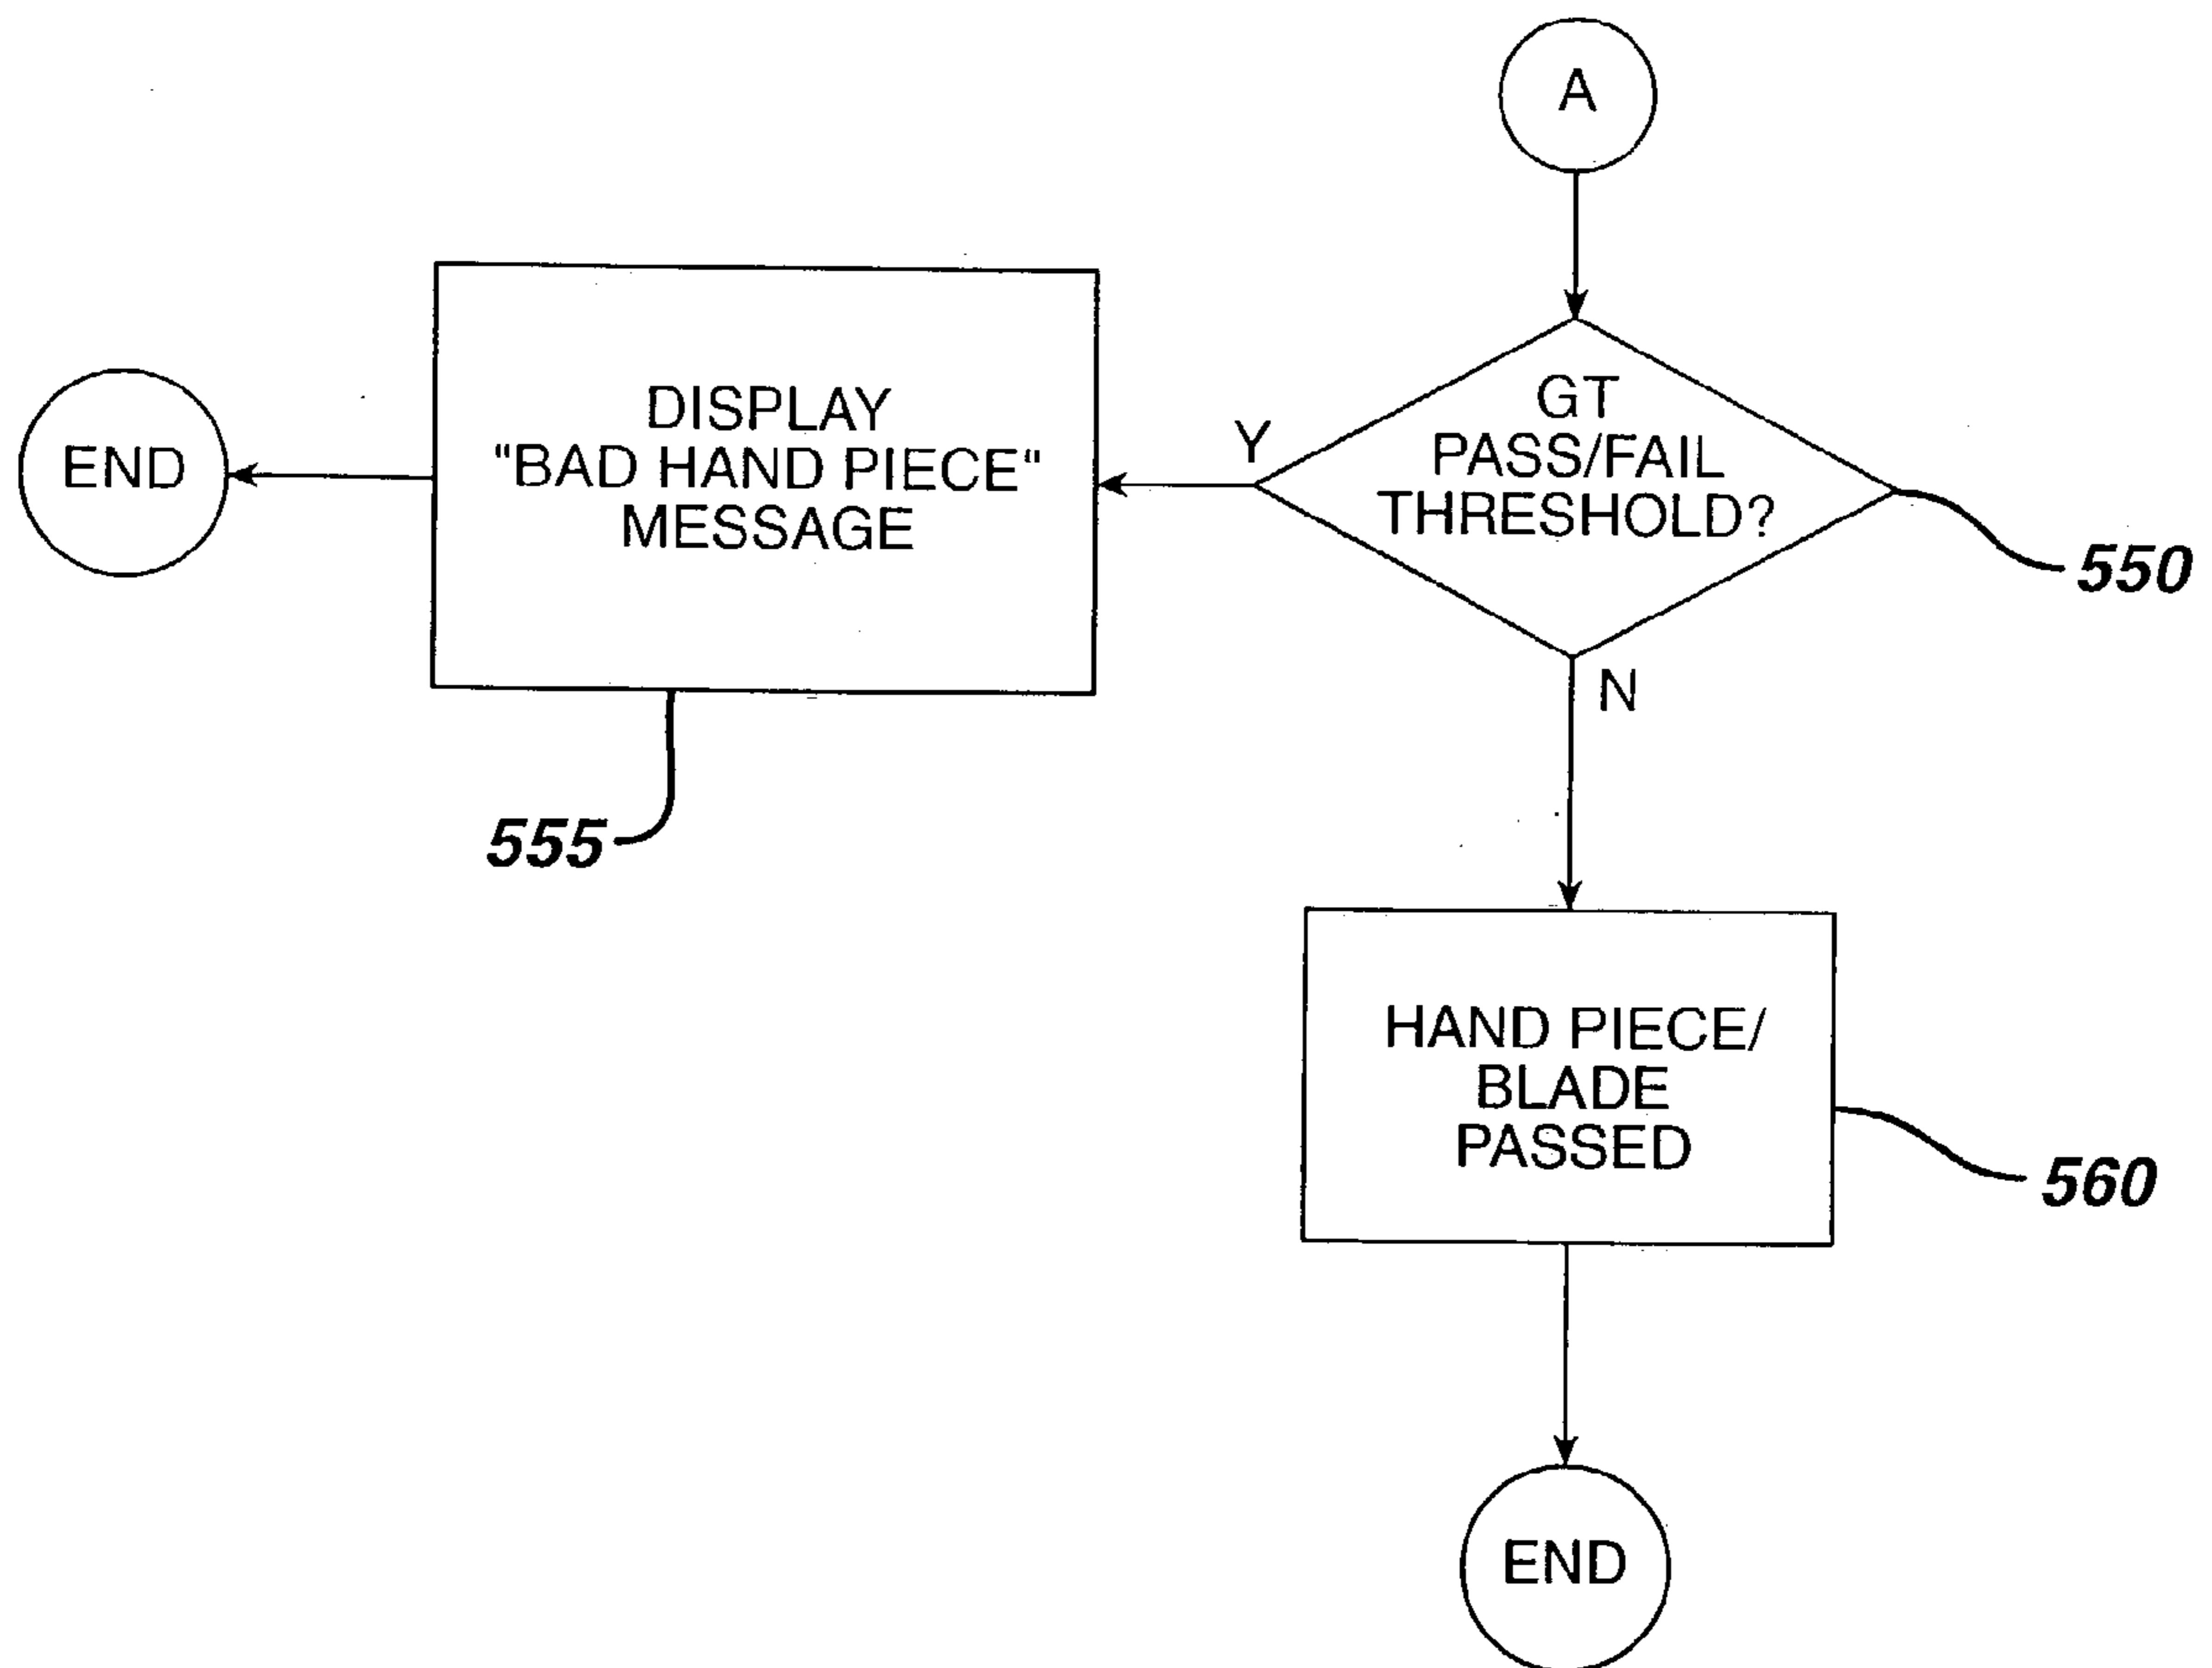 A
GT
PASS/FAIL
THRESHOLD?
550
Y
N
DISPLAY
"BAD HAND PIECE"
MESSAGE
555
END
HAND PIECE/
BLADE
PASSED
560
END